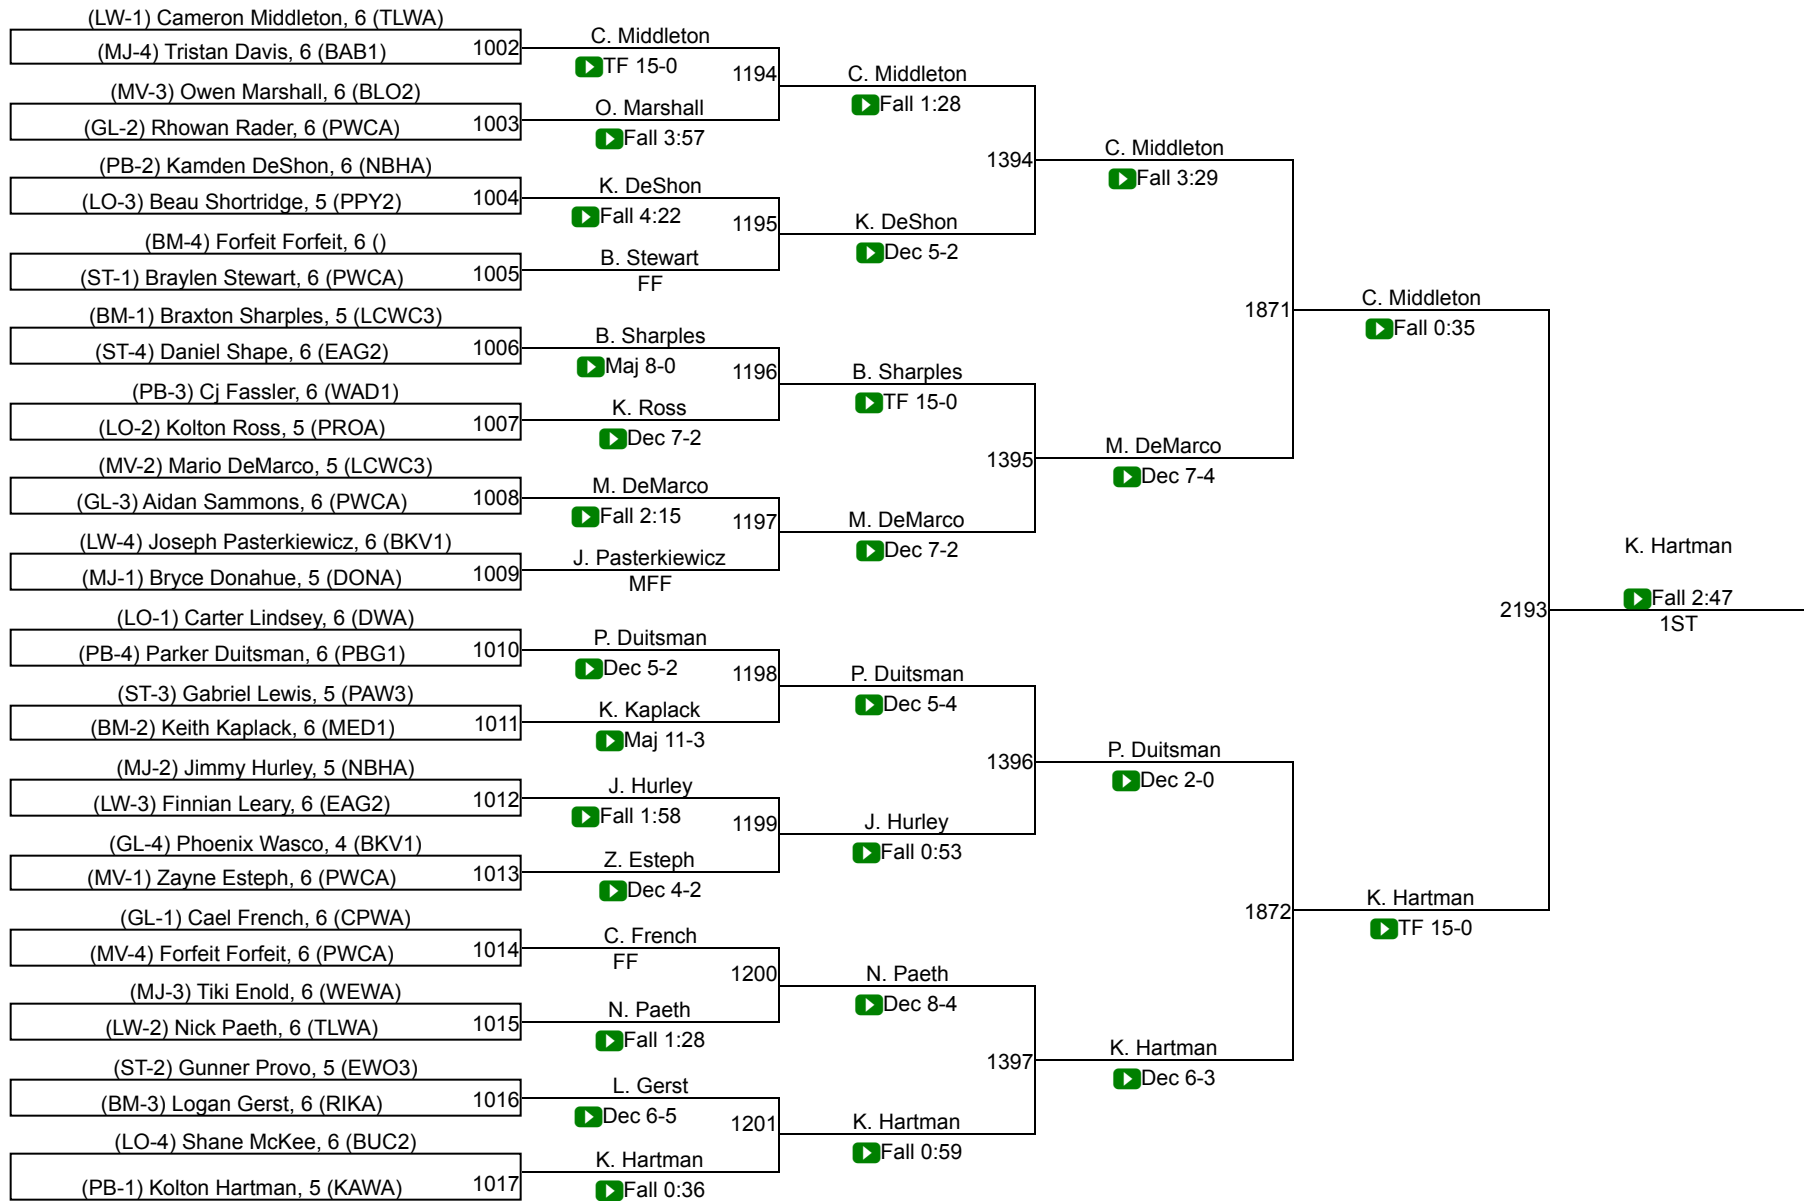 (LW-1) Cameron Middleton, 6 (TLWA)
(MJ-4) Tristan Davis, 6 (BAB1)
1002
(MV-3) Owen Marshall, 6 (BLO2)
(GL-2) Rhowan Rader, 6 (PWCA)
1003
(PB-2) Kamden DeShon, 6 (NBHA)
(LO-3) Beau Shortridge, 5 (PPY2)
1004
(BM-4) Forfeit Forfeit, 6 ()
(ST-1) Braylen Stewart, 6 (PWCA)
1005
(BM-1) Braxton Sharples, 5 (LCWC3)
(ST-4) Daniel Shape, 6 (EAG2)
1006
(PB-3) Cj Fassler, 6 (WAD1)
(LO-2) Kolton Ross, 5 (PROA)
1007
(MV-2) Mario DeMarco, 5 (LCWC3)
(GL-3) Aidan Sammons, 6 (PWCA)
1008
(LW-4) Joseph Pasterkiewicz, 6 (BKV1)
(MJ-1) Bryce Donahue, 5 (DONA)
1009
(LO-1) Carter Lindsey, 6 (DWA)
(PB-4) Parker Duitsman, 6 (PBG1)
1010
(ST-3) Gabriel Lewis, 5 (PAW3)
(BM-2) Keith Kaplack, 6 (MED1)
1011
(MJ-2) Jimmy Hurley, 5 (NBHA)
(LW-3) Finnian Leary, 6 (EAG2)
1012
(GL-4) Phoenix Wasco, 4 (BKV1)
(MV-1) Zayne Esteph, 6 (PWCA)
1013
(GL-1) Cael French, 6 (CPWA)
(MV-4) Forfeit Forfeit, 6 (PWCA)
1014
(MJ-3) Tiki Enold, 6 (WEWA)
(LW-2) Nick Paeth, 6 (TLWA)
1015
(ST-2) Gunner Provo, 5 (EWO3)
(BM-3) Logan Gerst, 6 (RIKA)
1016
(LO-4) Shane McKee, 6 (BUC2)
(PB-1) Kolton Hartman, 5 (KAWA)
1017
C. Middleton
TF 15-0
1194
O. Marshall
Fall 3:57
K. DeShon
Fall 4:22
1195
B. Stewart
FF
B. Sharples
Maj 8-0
1196
K. Ross
Dec 7-2
M. DeMarco
Fall 2:15
1197
J. Pasterkiewicz
MFF
P. Duitsman
Dec 5-2
1198
K. Kaplack
Maj 11-3
J. Hurley
Fall 1:58
1199
Z. Esteph
Dec 4-2
C. French
FF
1200
N. Paeth
Fall 1:28
L. Gerst
Dec 6-5
1201
K. Hartman
Fall 0:36
C. Middleton
Fall 1:28
1394
K. DeShon
Dec 5-2
B. Sharples
TF 15-0
1395
M. DeMarco
Dec 7-2
P. Duitsman
Dec 5-4
1396
J. Hurley
Fall 0:53
N. Paeth
Dec 8-4
1397
K. Hartman
Fall 0:59
C. Middleton
Fall 3:29
1871
M. DeMarco
Dec 7-4
P. Duitsman
Dec 2-0
1872
K. Hartman
Dec 6-3
C. Middleton
Fall 0:35
2193
K. Hartman
TF 15-0
K. Hartman
Fall 2:47
1ST